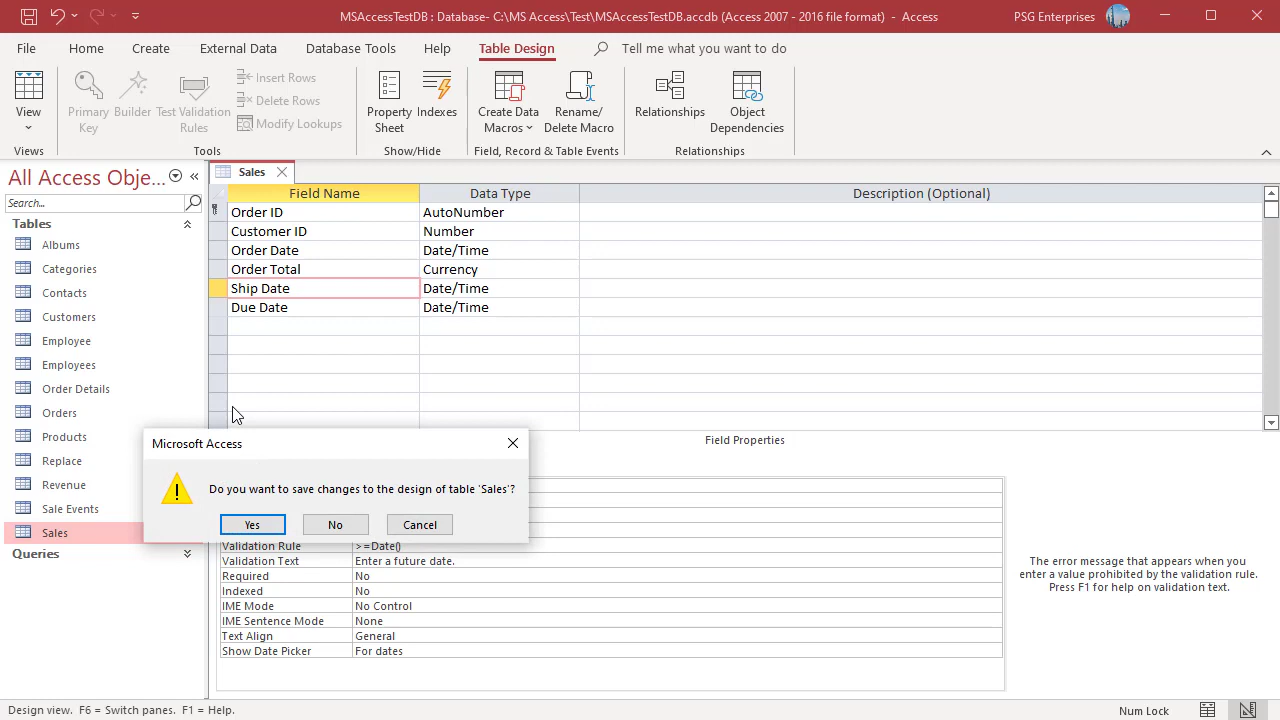 MSAccessTestDB : Database- C:\MS Access\Test\MSAccessTestDB.accdb (Access 2007 - 2016 file format) - Access
PSG Enterprises
File
Home
Create
External Data
Database Tools
Help
Table Design
Tell me what you want to do
View
Primary Key
Builder
Test Validation Rules
Insert Rows
Delete Rows
Modify Lookups
Property Sheet
Indexes
Create Data Macros
Rename/ Delete Macro
Relationships
Object Dependencies
Views
Tools
Show/Hide
Field, Record & Table Events
Relationships
All Access Obje...
Search...
Tables
Albums
Categories
Contacts
Customers
Employee
Employees
Order Details
Orders
Products
Replace
Revenue
Sale Events
Sales
Queries
Sales
Field Name Data Type Description (Optional)
Order ID AutoNumber
Customer ID Number
Order Date Date/Time
Order Total Currency
Ship Date Date/Time
Due Date Date/Time
Field Properties
Microsoft Access
Do you want to save changes to the design of table 'Sales'?
Yes No Cancel
Validation Rule >=Date()
Validation Text Enter a future date.
Required No
Indexed No
IME Mode No Control
IME Sentence Mode None
Text Align General
Show Date Picker For dates
The error message that appears when you
enter a value prohibited by the validation rule.
Press F1 for help on validation text.
Design view. F6 = Switch panes. F1 = Help.
Num Lock